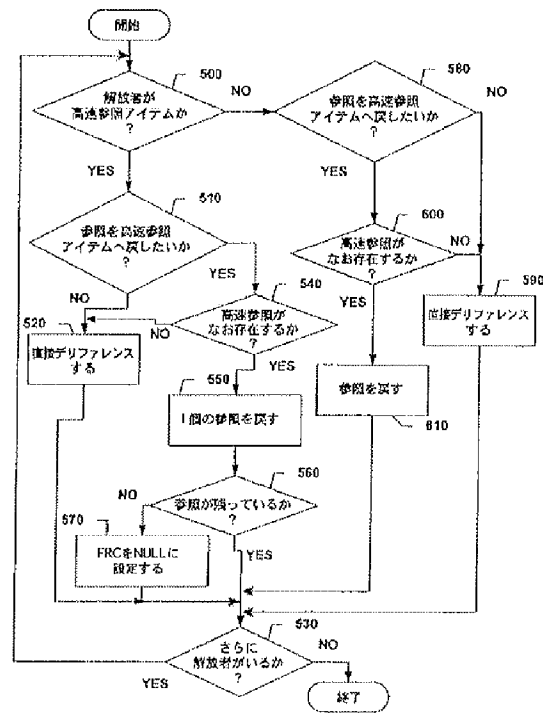 開始
500
解放者が
高速参照アイテムか
?
NO
580
参照を高速参照
アイテムへ戻したいか
?
NO
YES
YES
510
参照を高速参照
アイテムへ戻したいか
?
YES
NO
600
高速参照が
なお存在するか
?
NO
YES
540
高速参照が
なお存在するか
?
NO
YES
520
直接デリファレンス
する
590
直接デリファレンス
する
550
1個の参照を戻す
参照を戻す
610
560
参照が残っているか
?
NO
YES
570
FRCをNULLに
設定する
530
さらに
解放者がいるか
?
NO
YES
終了